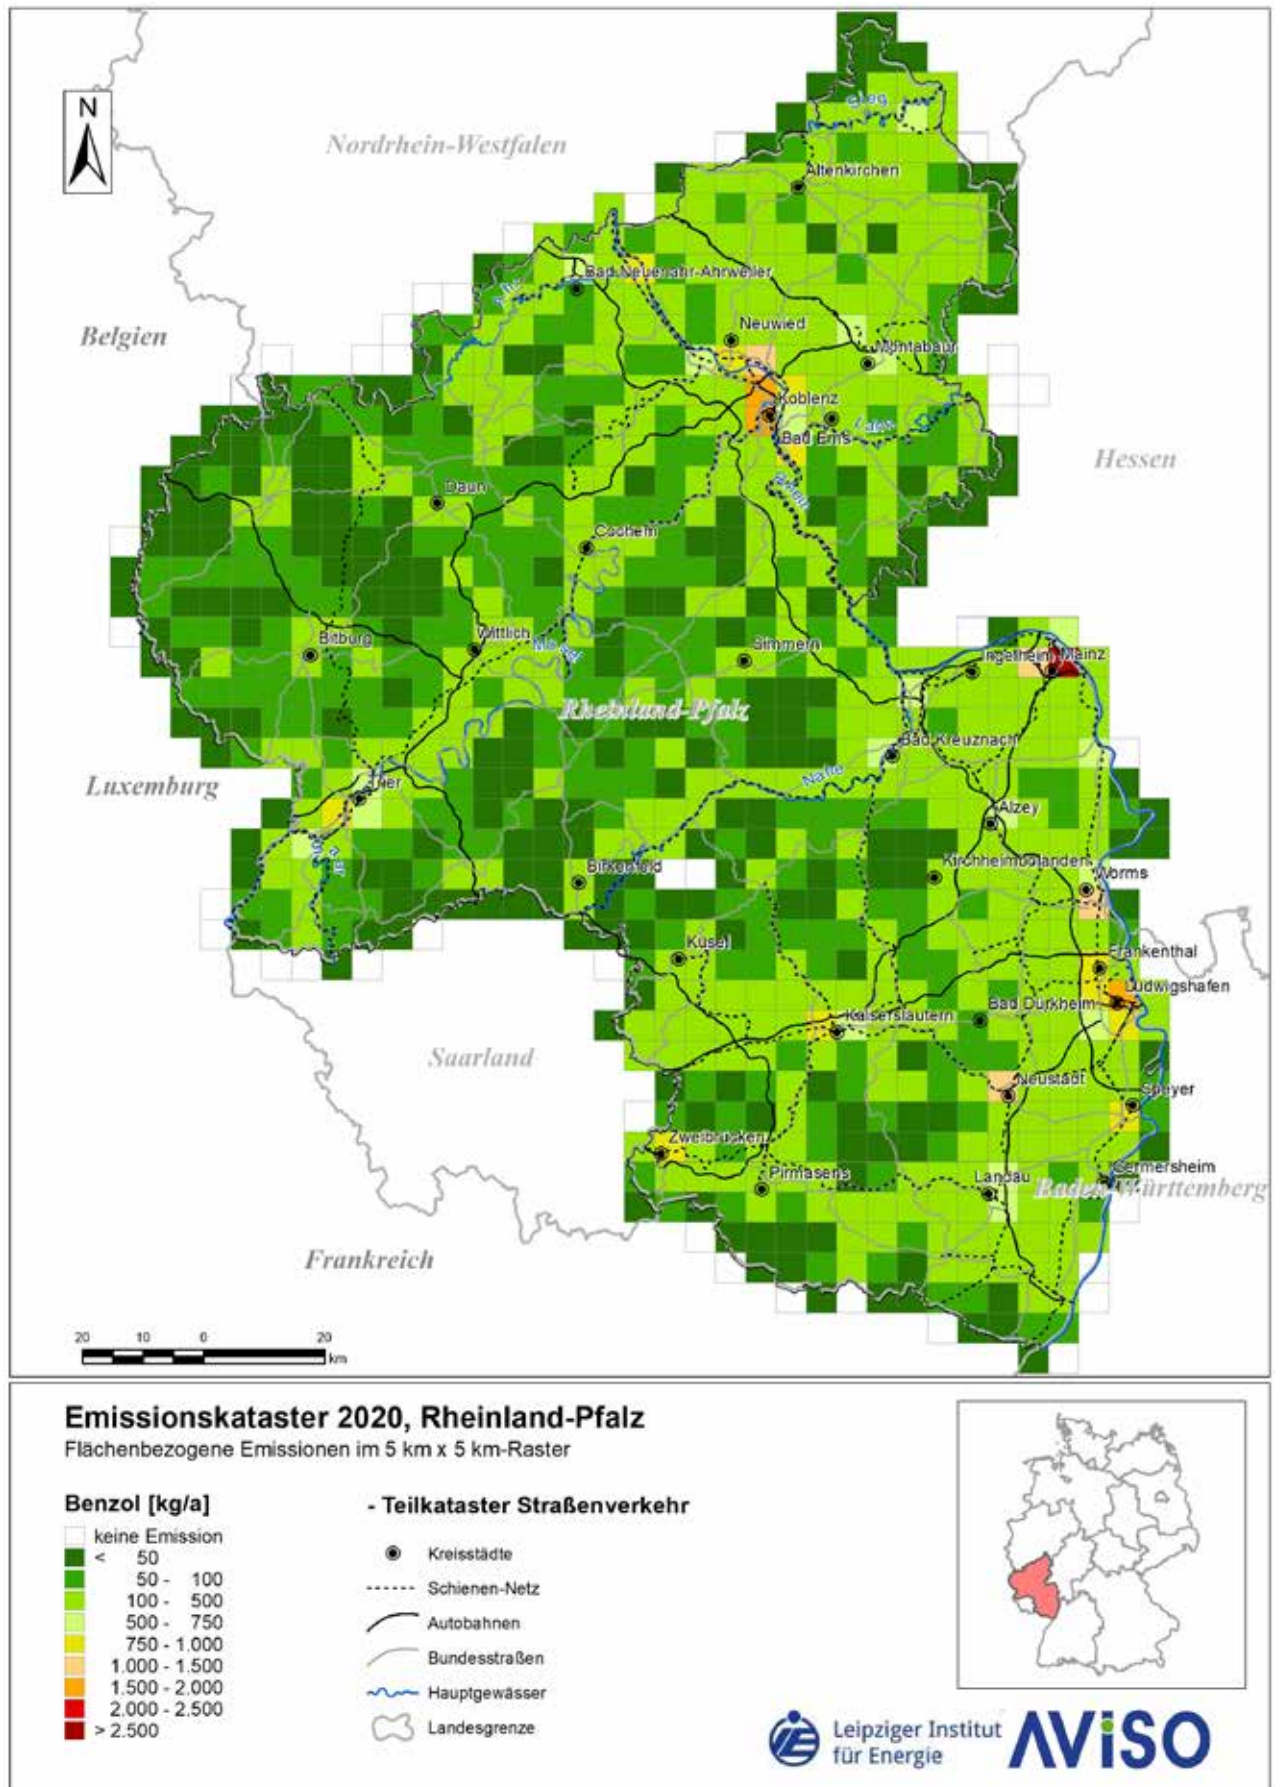 N
Nordrhein-Westfalen
Sieg
Altenkirchen
Ahr
Bad Neuenahr-Ahrweiler
Belgien
Neuwied
Montabaur
Koblenz
Lahn
Bad Ems
Hessen
Daun
Rhein
Cochem
Bitburg
Wittlich
Mosel
Simmern
Ingelheim
Mainz
Rheinland-Pfalz
Bad Kreuznach
Luxemburg
Trier
Nahe
Alzey
Saar
Birkenfeld
Kirchheimbolanden
Worms
Kusel
Frankenthal
Ludwigshafen
Bad Dürkheim
Kaiserslautern
Saarland
Neustadt
Speyer
Zweibrücken
Pirmasens
Landau
Germersheim
Baden-Württemberg
Frankreich
20 10 0 20
km
Emissionskataster 2020, Rheinland-Pfalz
Flächenbezogene Emissionen im 5 km x 5 km-Raster
Benzol [kg/a]
keine Emission
< 50
50 - 100
100 - 500
500 - 750
750 - 1.000
1.000 - 1.500
1.500 - 2.000
2.000 - 2.500
> 2.500
- Teilkataster Straßenverkehr
Kreisstädte
Schienen-Netz
Autobahnen
Bundesstraßen
Hauptgewässer
Landesgrenze
Leipziger Institut
für Energie
AViSO